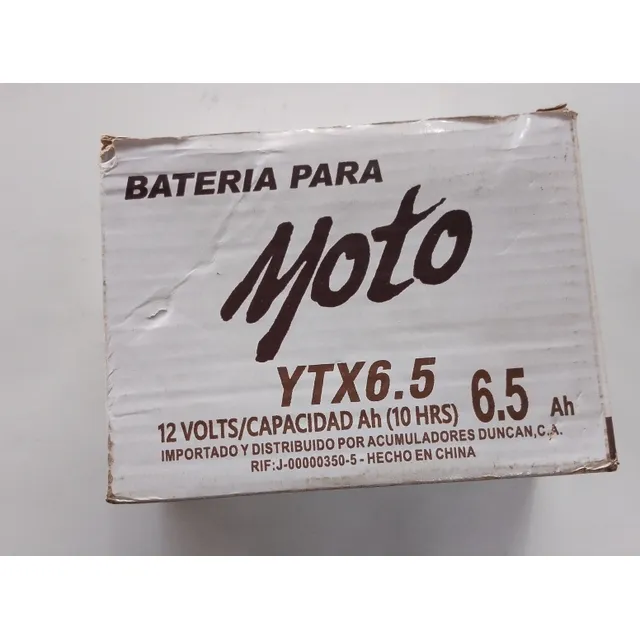 BATERIA PARA
Moto
YTX6.5
12 VOLTS/CAPACIDAD Ah (10 HRS) 6.5 Ah
IMPORTADO Y DISTRIBUIDO POR ACUMULADORES DUNCAN,C.A.
RIF:J-00000350-5 - HECHO EN CHINA